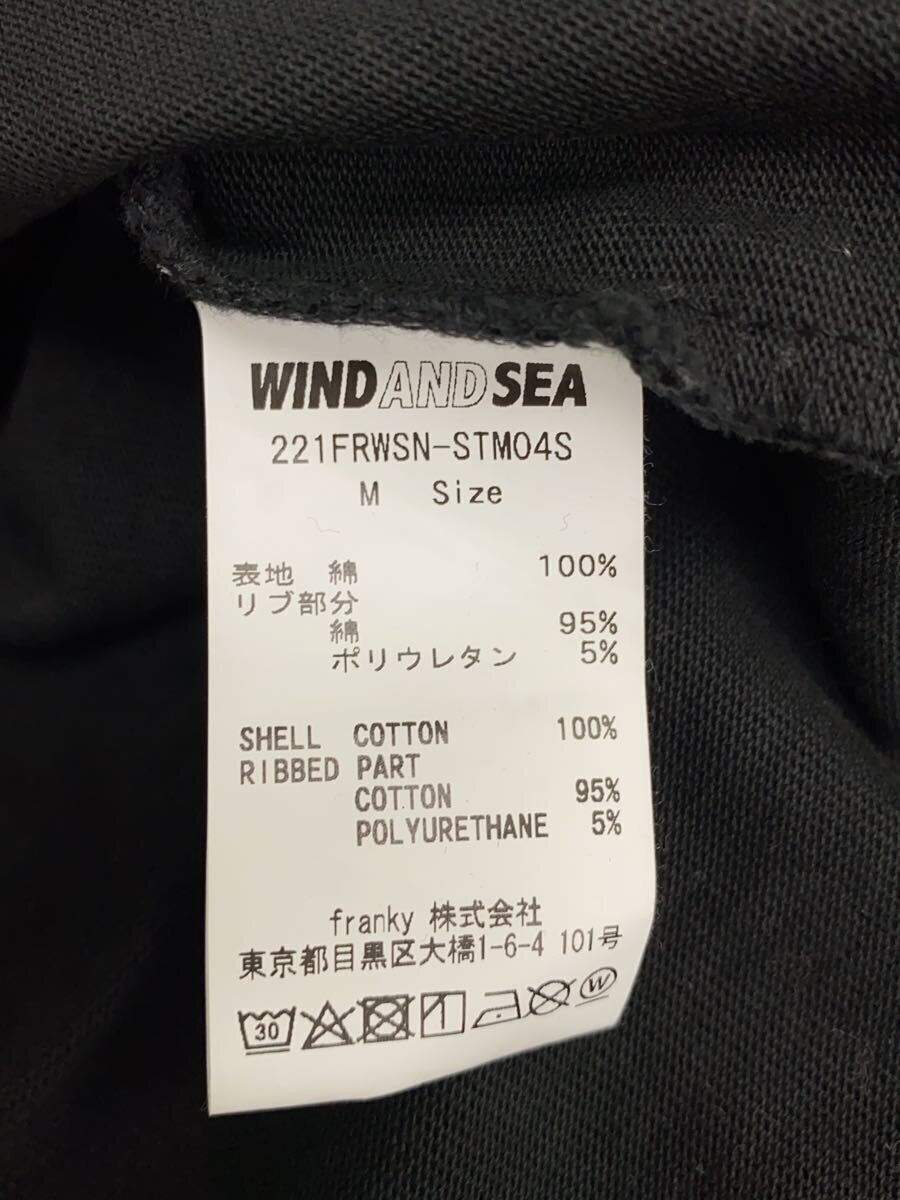 WIND AND SEA
221FRWSN-STM04S
M Size
表地 綿 100%
リブ部分
綿 95%
ポリウレタン 5%
SHELL COTTON 100%
RIBBED PART
COTTON 95%
POLYURETHANE 5%
franky 株式会社
東京都目黒区大橋1-6-4 101号
30 W